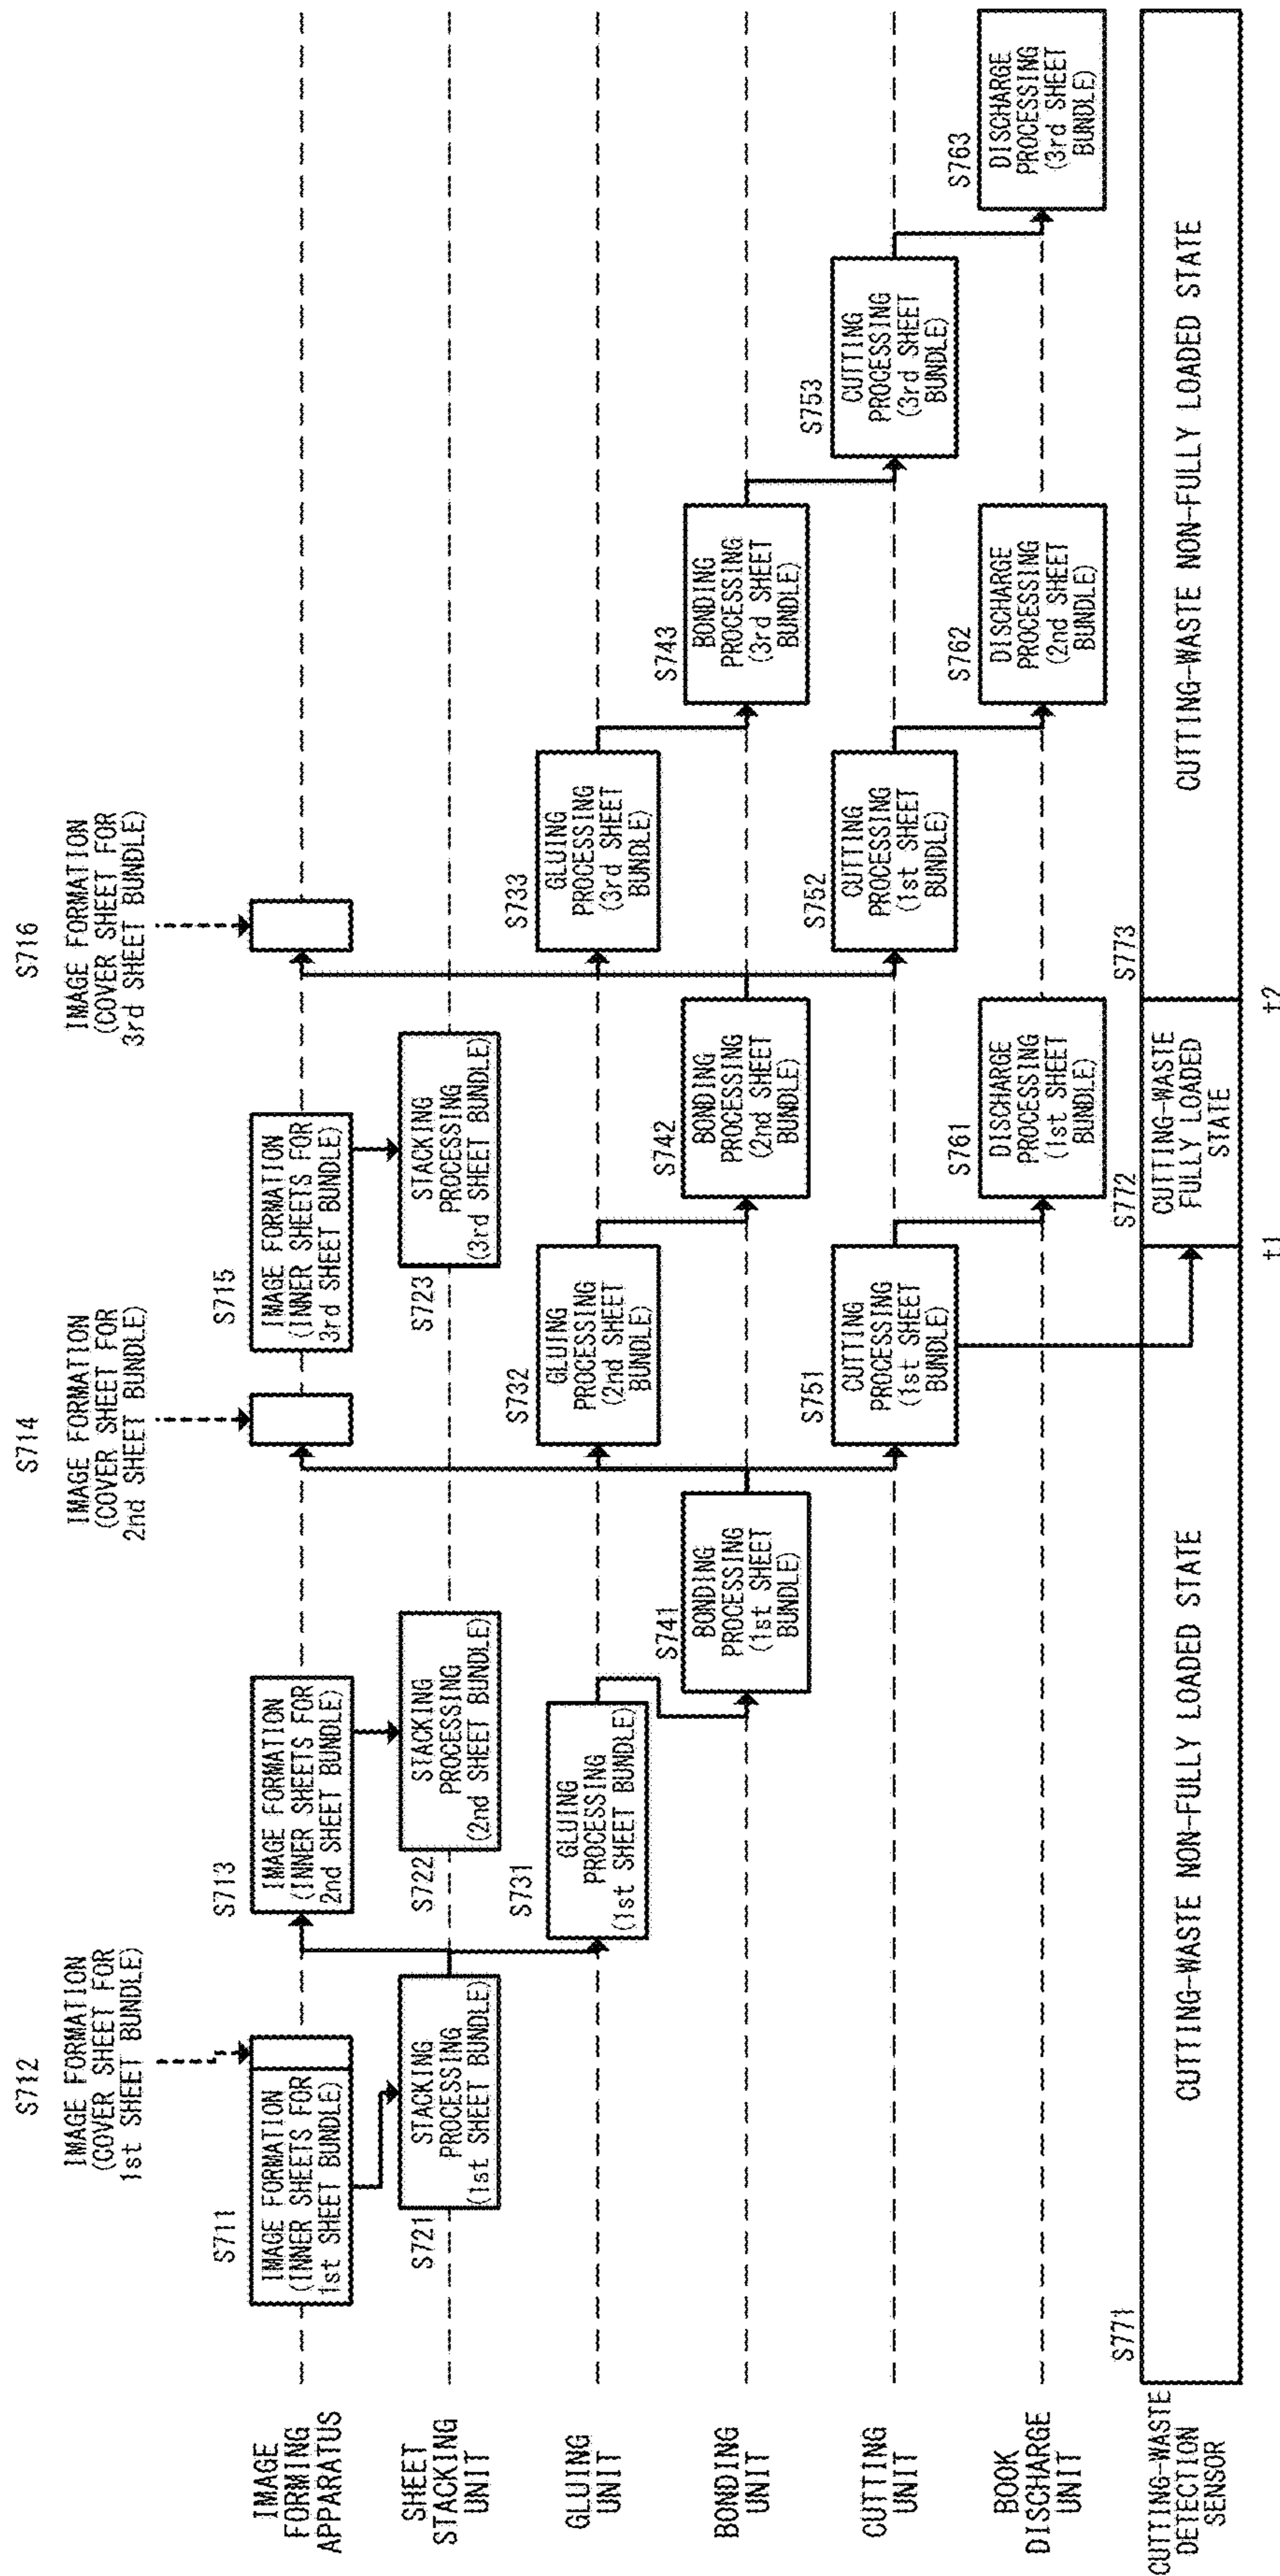 S712
IMAGE FORMATION
(COVER SHEET FOR
1st SHEET BUNDLE)
S714
IMAGE FORMATION
(COVER SHEET FOR
2nd SHEET BUNDLE)
S716
IMAGE FORMATION
(COVER SHEET FOR
3rd SHEET BUNDLE)
IMAGE
FORMING
APPARATUS
S711
IMAGE FORMATION
(INNER SHEETS FOR
1st SHEET BUNDLE)
S713
IMAGE FORMATION
(INNER SHEETS FOR
2nd SHEET BUNDLE)
S715
IMAGE FORMATION
(INNER SHEETS FOR
3rd SHEET BUNDLE)
SHEET
STACKING
UNIT
S721
STACKING
PROCESSING
(1st SHEET BUNDLE)
S722
STACKING
PROCESSING
(2nd SHEET BUNDLE)
S723
STACKING
PROCESSING
(3rd SHEET BUNDLE)
GLUING
UNIT
S731
GLUING
PROCESSING
(1st SHEET BUNDLE)
S732
GLUING
PROCESSING
(2nd SHEET
BUNDLE)
S733
GLUING
PROCESSING
(3rd SHEET
BUNDLE)
BONDING
UNIT
S741
BONDING
PROCESSING
(1st SHEET
BUNDLE)
S742
BONDING
PROCESSING
(2nd SHEET
BUNDLE)
S743
BONDING
PROCESSING
(3rd SHEET
BUNDLE)
CUTTING
UNIT
S751
CUTTING
PROCESSING
(1st SHEET
BUNDLE)
S752
CUTTING
PROCESSING
(1st SHEET
BUNDLE)
S753
CUTTING
PROCESSING
(3rd SHEET
BUNDLE)
BOOK
DISCHARGE
UNIT
S761
DISCHARGE
PROCESSING
(1st SHEET
BUNDLE)
S762
DISCHARGE
PROCESSING
(2nd SHEET
BUNDLE)
S763
DISCHARGE
PROCESSING
(3rd SHEET
BUNDLE)
CUTTING-WASTE
DETECTION
SENSOR
S771
CUTTING-WASTE NON-FULLY LOADED STATE
S772
CUTTING-WASTE
FULLY LOADED
STATE
S773
CUTTING-WASTE NON-FULLY LOADED STATE
t1
t2